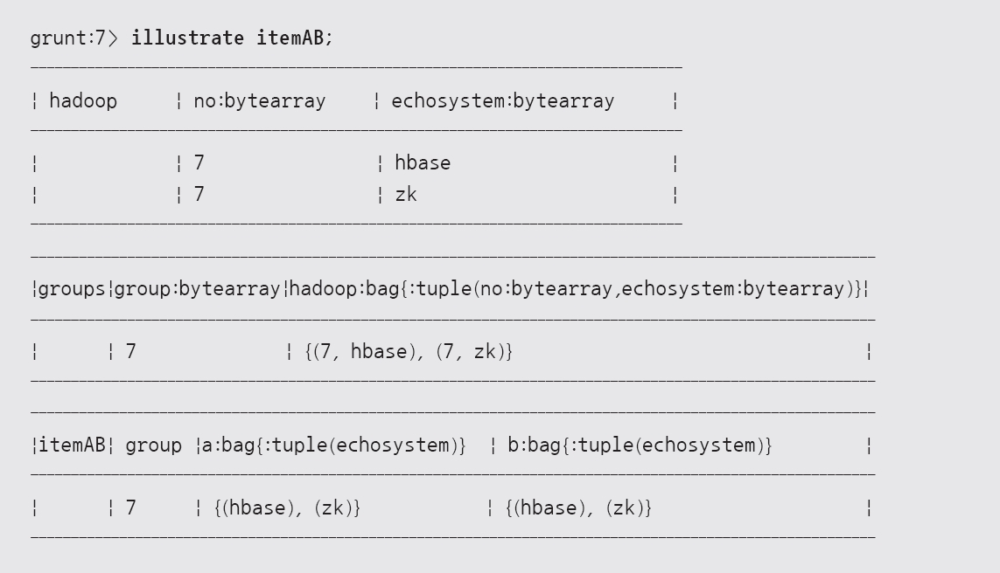 grunt:7> illustrate itemAB;
--------------------------------------------------------------------------------
¦ hadoop     ¦ no:bytearray    ¦ echosystem:bytearray     ¦
--------------------------------------------------------------------------------
¦            ¦ 7               ¦ hbase                    ¦
¦            ¦ 7               ¦ zk                       ¦
--------------------------------------------------------------------------------
--------------------------------------------------------------------------------
¦groups¦group:bytearray¦hadoop:bag{:tuple(no:bytearray,echosystem:bytearray)}¦
--------------------------------------------------------------------------------
¦      ¦ 7             ¦ {(7, hbase), (7, zk)}                               ¦
--------------------------------------------------------------------------------
--------------------------------------------------------------------------------
¦itemAB¦ group ¦a:bag{:tuple(echosystem)}  ¦ b:bag{:tuple(echosystem)}        ¦
--------------------------------------------------------------------------------
¦      ¦ 7     ¦ {(hbase), (zk)}           ¦ {(hbase), (zk)}                  ¦
--------------------------------------------------------------------------------